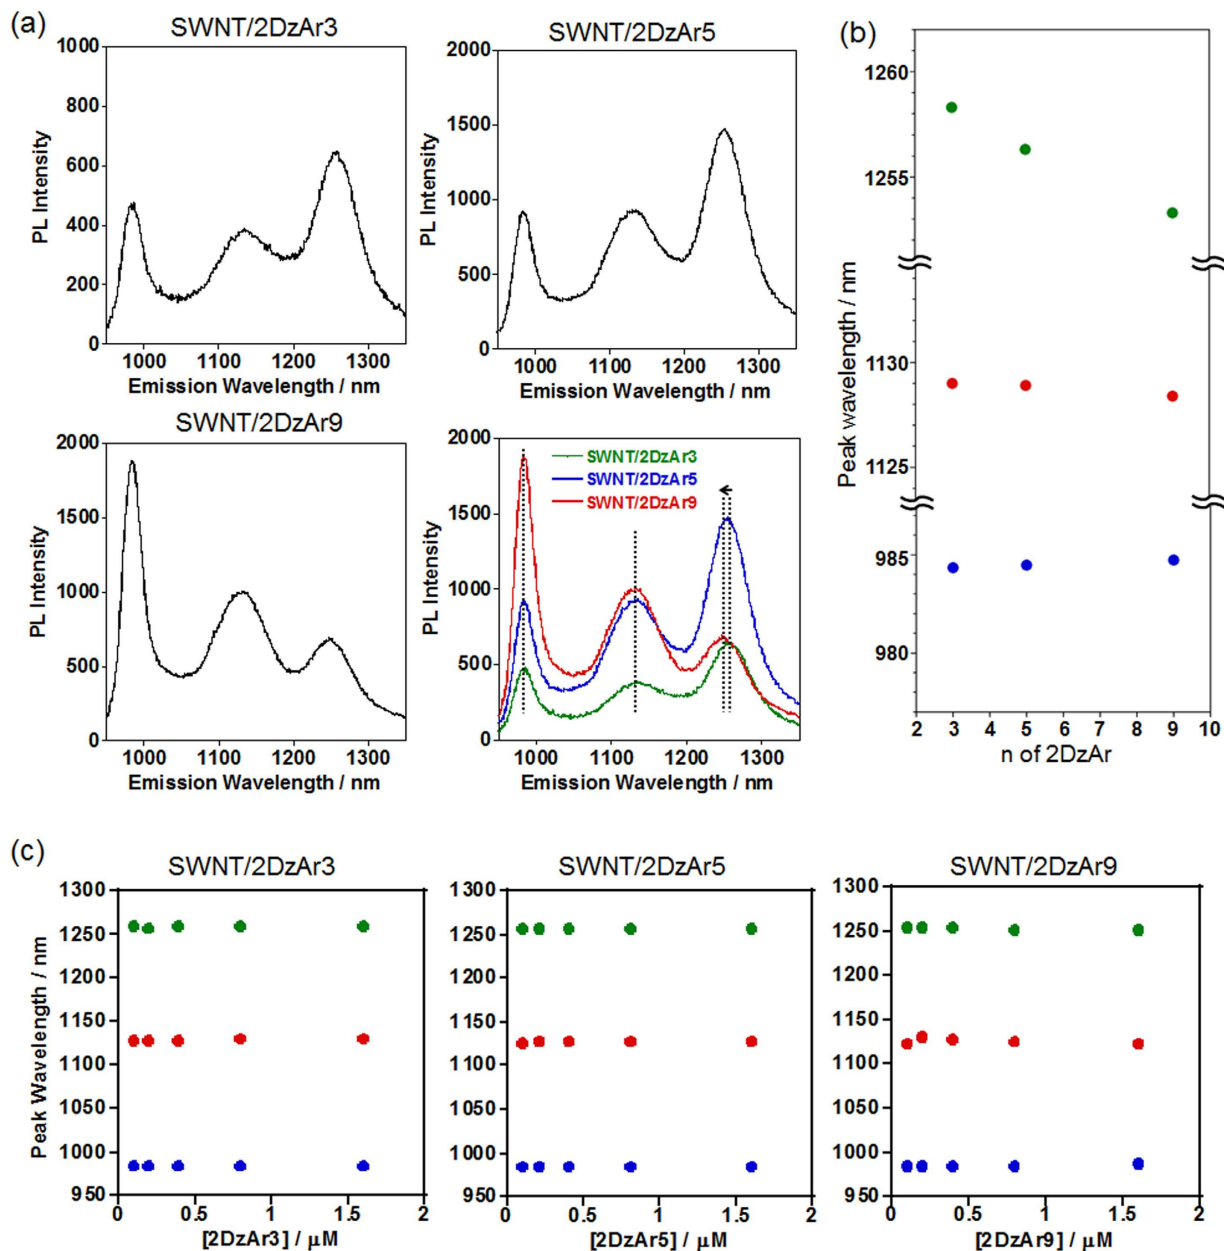 (a)
SWNT/2DzAr3
1000
800
600
400
200
0
PL Intensity
1000 1100 1200 1300
Emission Wavelength / nm
SWNT/2DzAr5
2000
1500
1000
500
0
PL Intensity
1000 1100 1200 1300
Emission Wavelength / nm
SWNT/2DzAr9
2000
1500
1000
500
0
PL Intensity
1000 1100 1200 1300
Emission Wavelength / nm
2000
1500
1000
500
0
PL Intensity
SWNT/2DzAr3
SWNT/2DzAr5
SWNT/2DzAr9
1000 1100 1200 1300
Emission Wavelength / nm
(b)
1260
1255
1130
1125
985
980
Peak wavelength / nm
2 3 4 5 6 7 8 9 10
n of 2DzAr
(c)
SWNT/2DzAr3
1300
1250
1200
1150
1100
1050
1000
950
Peak Wavelength / nm
0 0.5 1 1.5 2
[2DzAr3] / μM
SWNT/2DzAr5
1300
1250
1200
1150
1100
1050
1000
950
0 0.5 1 1.5 2
[2DzAr5] / μM
SWNT/2DzAr9
1300
1250
1200
1150
1100
1050
1000
950
0 0.5 1 1.5 2
[2DzAr9] / μM